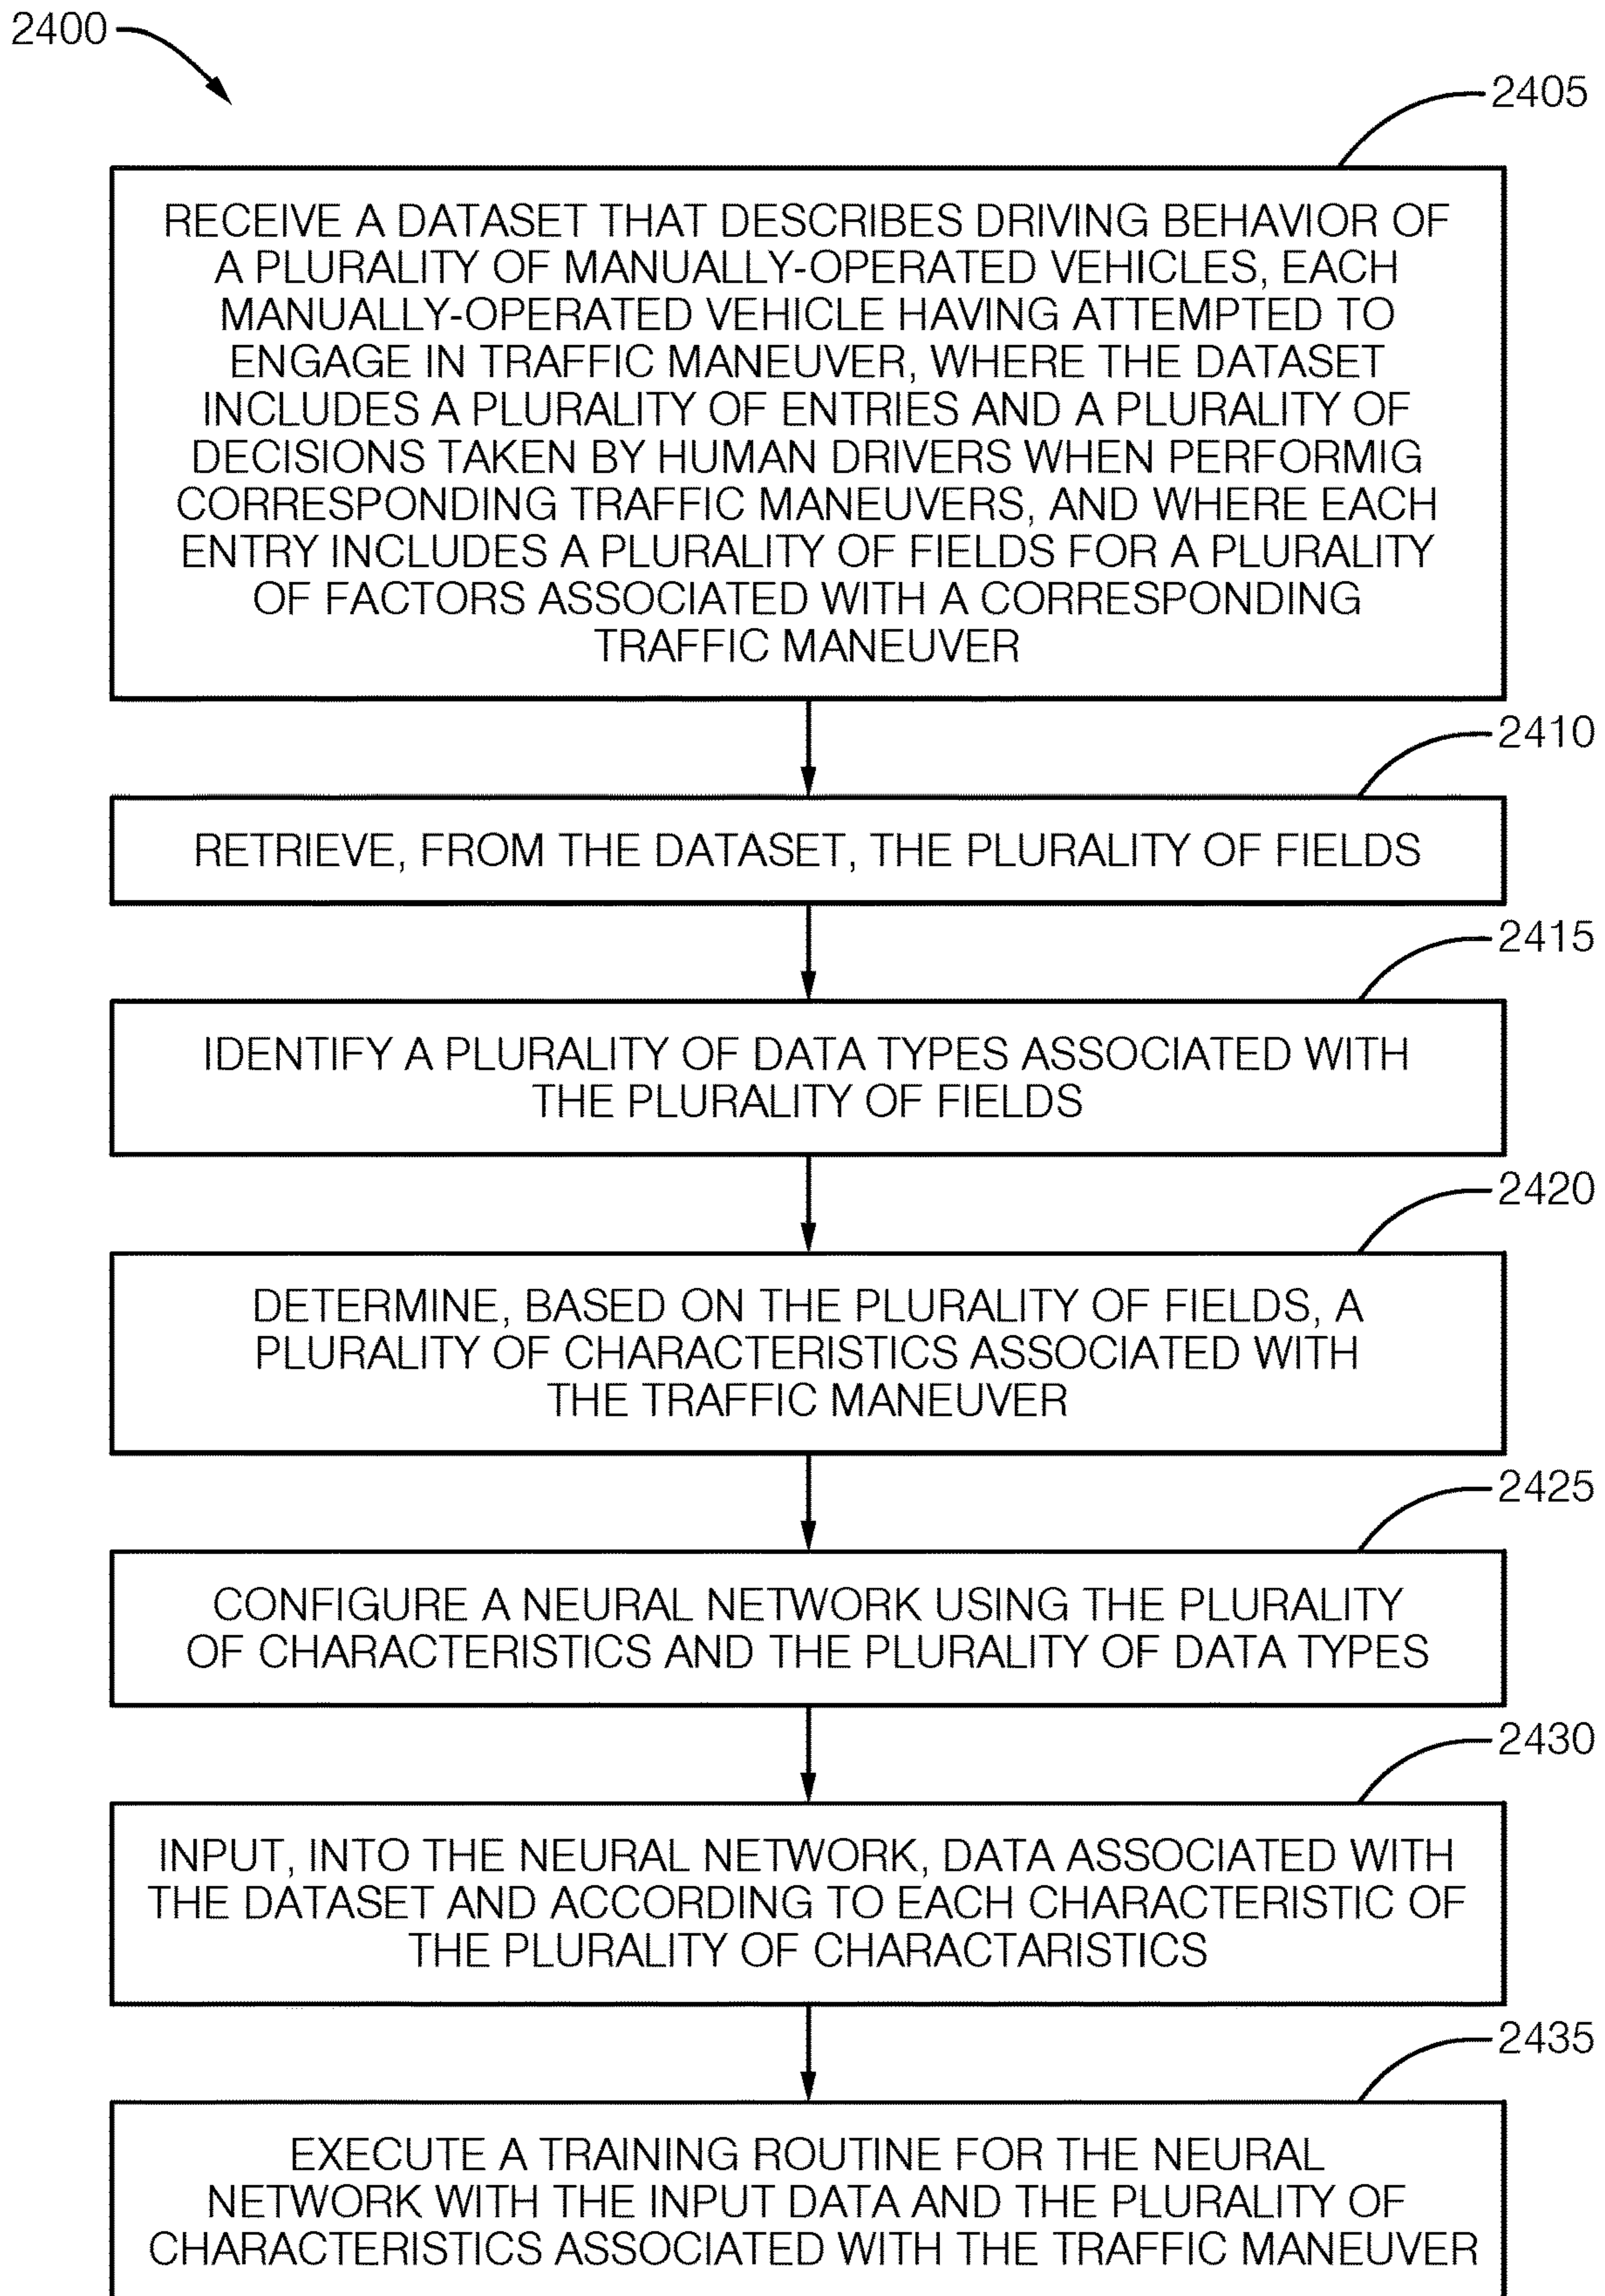 2400
2405
RECEIVE A DATASET THAT DESCRIBES DRIVING BEHAVIOR OF
A PLURALITY OF MANUALLY-OPERATED VEHICLES, EACH
MANUALLY-OPERATED VEHICLE HAVING ATTEMPTED TO
ENGAGE IN TRAFFIC MANEUVER, WHERE THE DATASET
INCLUDES A PLURALITY OF ENTRIES AND A PLURALITY OF
DECISIONS TAKEN BY HUMAN DRIVERS WHEN PERFORMIG
CORRESPONDING TRAFFIC MANEUVERS, AND WHERE EACH
ENTRY INCLUDES A PLURALITY OF FIELDS FOR A PLURALITY
OF FACTORS ASSOCIATED WITH A CORRESPONDING
TRAFFIC MANEUVER
2410
RETRIEVE, FROM THE DATASET, THE PLURALITY OF FIELDS
2415
IDENTIFY A PLURALITY OF DATA TYPES ASSOCIATED WITH
THE PLURALITY OF FIELDS
2420
DETERMINE, BASED ON THE PLURALITY OF FIELDS, A
PLURALITY OF CHARACTERISTICS ASSOCIATED WITH
THE TRAFFIC MANEUVER
2425
CONFIGURE A NEURAL NETWORK USING THE PLURALITY
OF CHARACTERISTICS AND THE PLURALITY OF DATA TYPES
2430
INPUT, INTO THE NEURAL NETWORK, DATA ASSOCIATED WITH
THE DATASET AND ACCORDING TO EACH CHARACTERISTIC OF
THE PLURALITY OF CHARACTARISTICS
2435
EXECUTE A TRAINING ROUTINE FOR THE NEURAL
NETWORK WITH THE INPUT DATA AND THE PLURALITY OF
CHARACTERISTICS ASSOCIATED WITH THE TRAFFIC MANEUVER